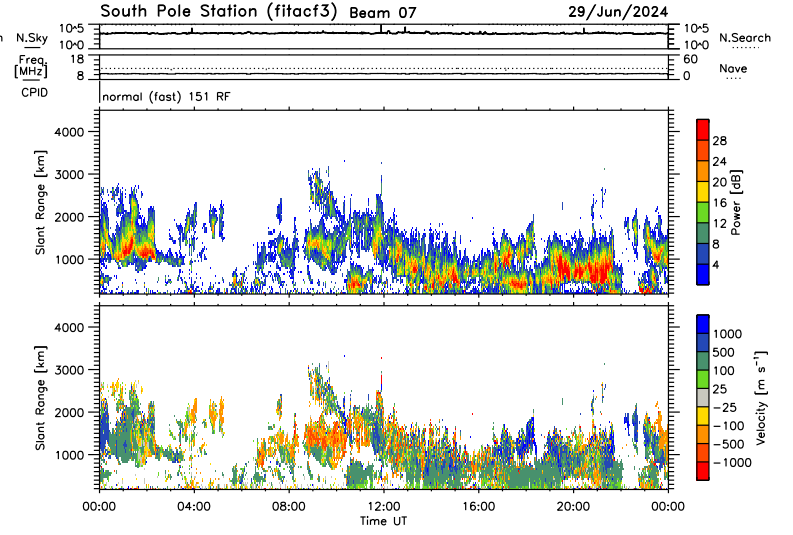 South Pole Station (fitacf3) Beam 07 29/Jun/2024
n N.Sky 10^5 10^5 N.Search
10^0 10^0
Freq. 18 60
[MHz] 8 0 Nave
CPID normal (fast) 151 RF
4000
3000
2000
1000
Slant Range [km]
28
24
20
16
12
8
4
Power [dB]
4000
3000
2000
1000
Slant Range [km]
1000
500
100
25
-25
-100
-500
-1000
Velocity [m s⁻¹]
00:00 04:00 08:00 12:00 16:00 20:00 00:00
Time UT